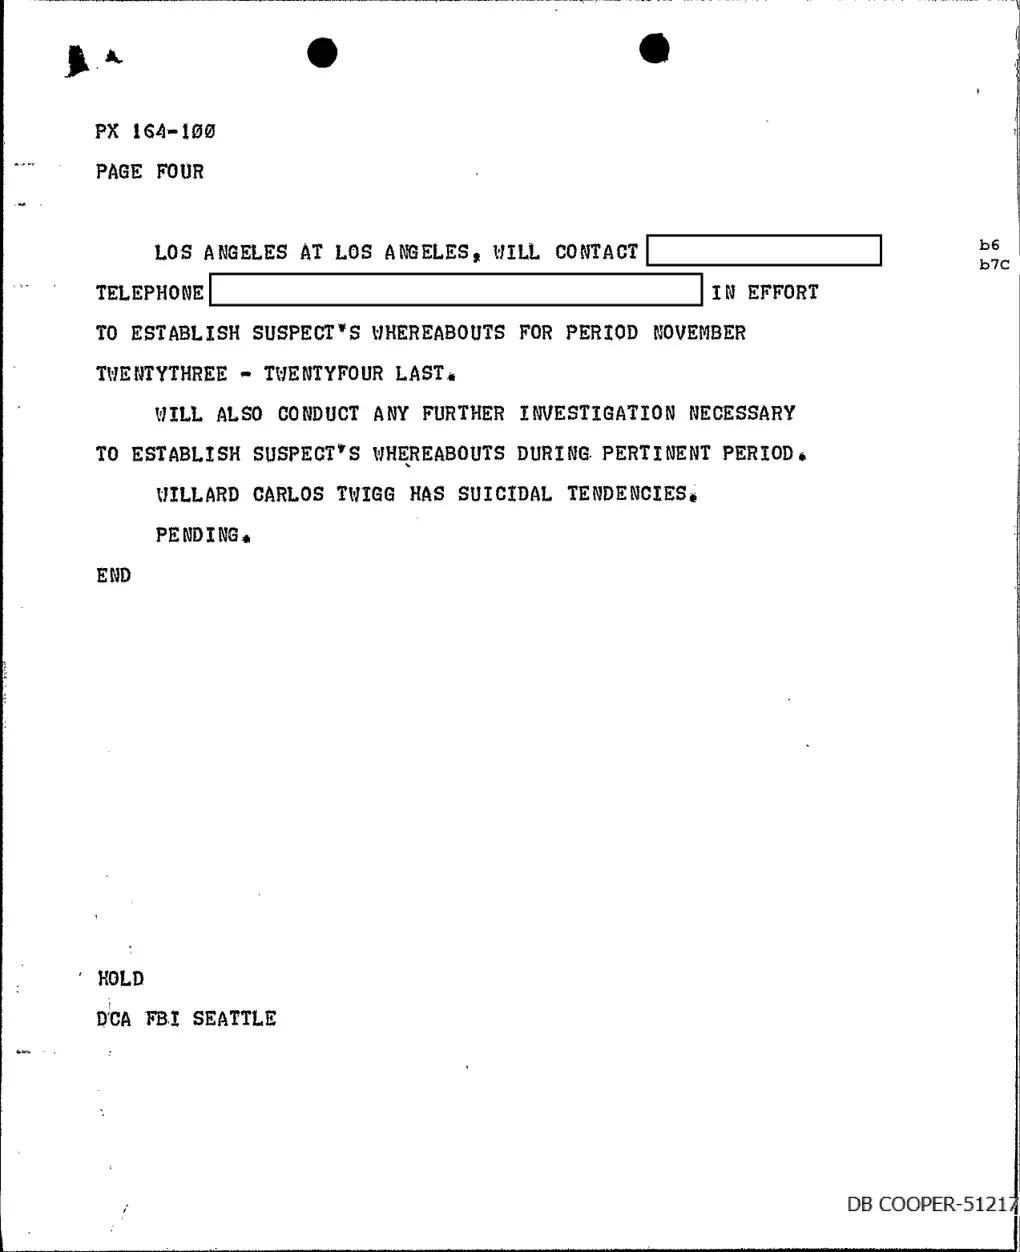 PX 164-100
PAGE FOUR
LOS ANGELES AT LOS ANGELES, WILL CONTACT
b6
b7C
TELEPHONE IN EFFORT
TO ESTABLISH SUSPECT'S WHEREABOUTS FOR PERIOD NOVEMBER
TWENTYTHREE - TWENTYFOUR LAST.
WILL ALSO CONDUCT ANY FURTHER INVESTIGATION NECESSARY
TO ESTABLISH SUSPECT'S WHEREABOUTS DURING PERTINENT PERIOD.
WILLARD CARLOS TWIGG HAS SUICIDAL TENDENCIES.
PENDING.
END
HOLD
DCA FBI SEATTLE
DB COOPER-51217